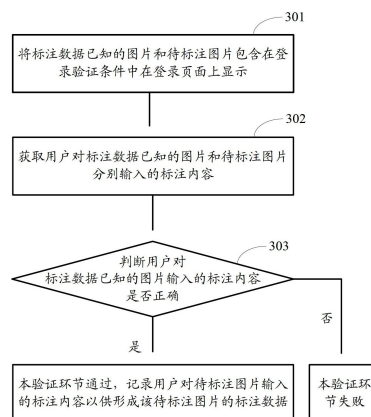 301
将标注数据已知的图片和待标注图片包含在登
录验证条件中在登录页面上显示
302
获取用户对标注数据已知的图片和待标注图片
分别输入的标注内容
303
判断用户对
标注数据已知的图片输入的标注内容
是否正确
否
是
本验证环节通过，记录用户对待标注图片输入
的标注内容以供形成该待标注图片的标注数据
本验证环
节失败